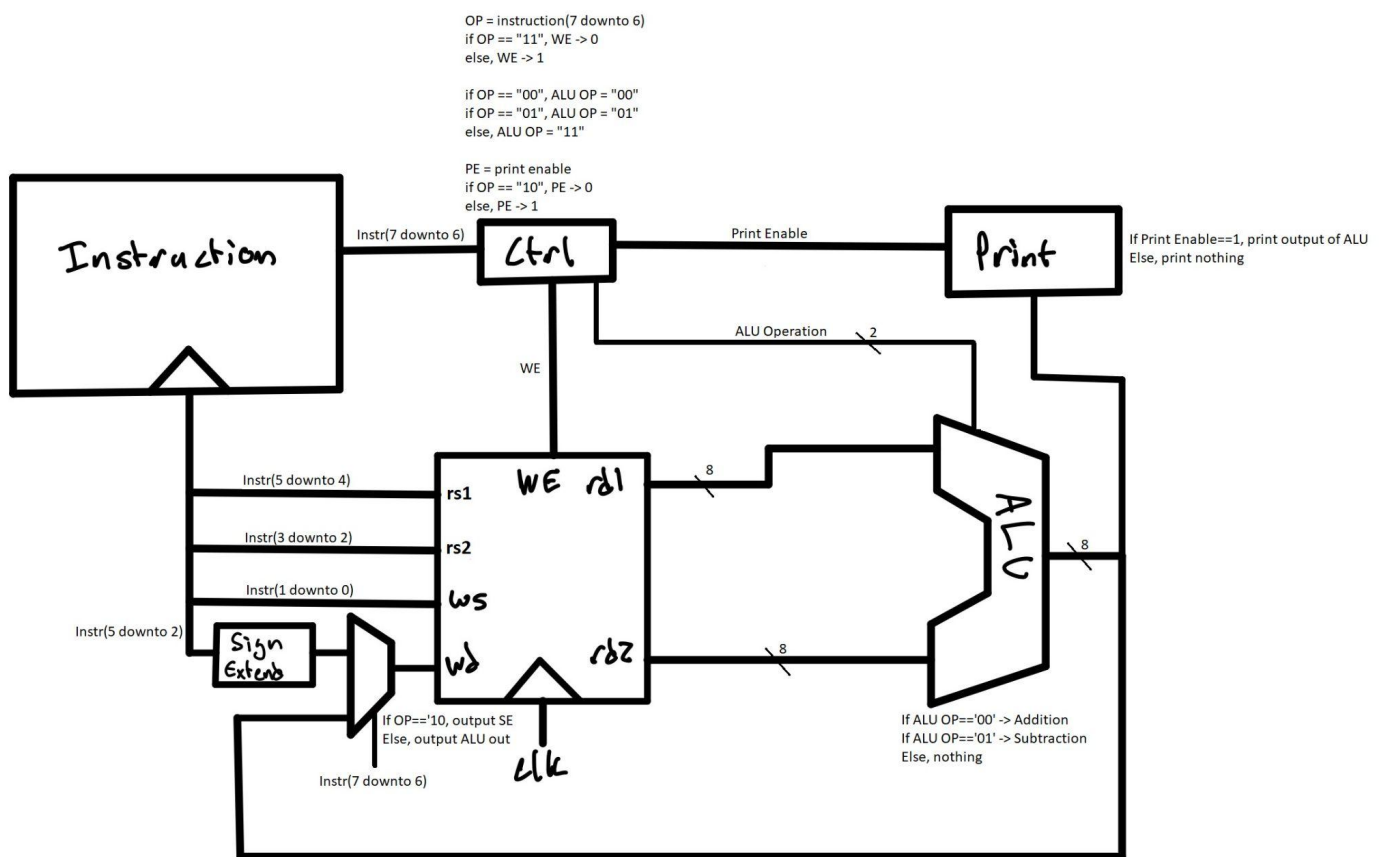 OP = instruction(7 downto 6)
if OP == "11", WE -> 0
else, WE -> 1
if OP == "00", ALU OP = "00"
if OP == "01", ALU OP = "01"
else, ALU OP = "11"
PE = print enable
if OP == "10", PE -> 0
else, PE -> 1
Instruction
Instr(7 downto 6)
Ctrl
Print Enable
Print
If Print Enable==1, print output of ALU
Else, print nothing
ALU Operation
2
WE
Instr(5 downto 4)
rs1
WE
rd1
8
Instr(3 downto 2)
rs2
ALU
8
Instr(1 downto 0)
ws
Instr(5 downto 2)
Sign
Extend
wd
rd2
8
If OP=='10, output SE
Else, output ALU out
Instr(7 downto 6)
clk
If ALU OP=='00' -> Addition
If ALU OP=='01' -> Subtraction
Else, nothing